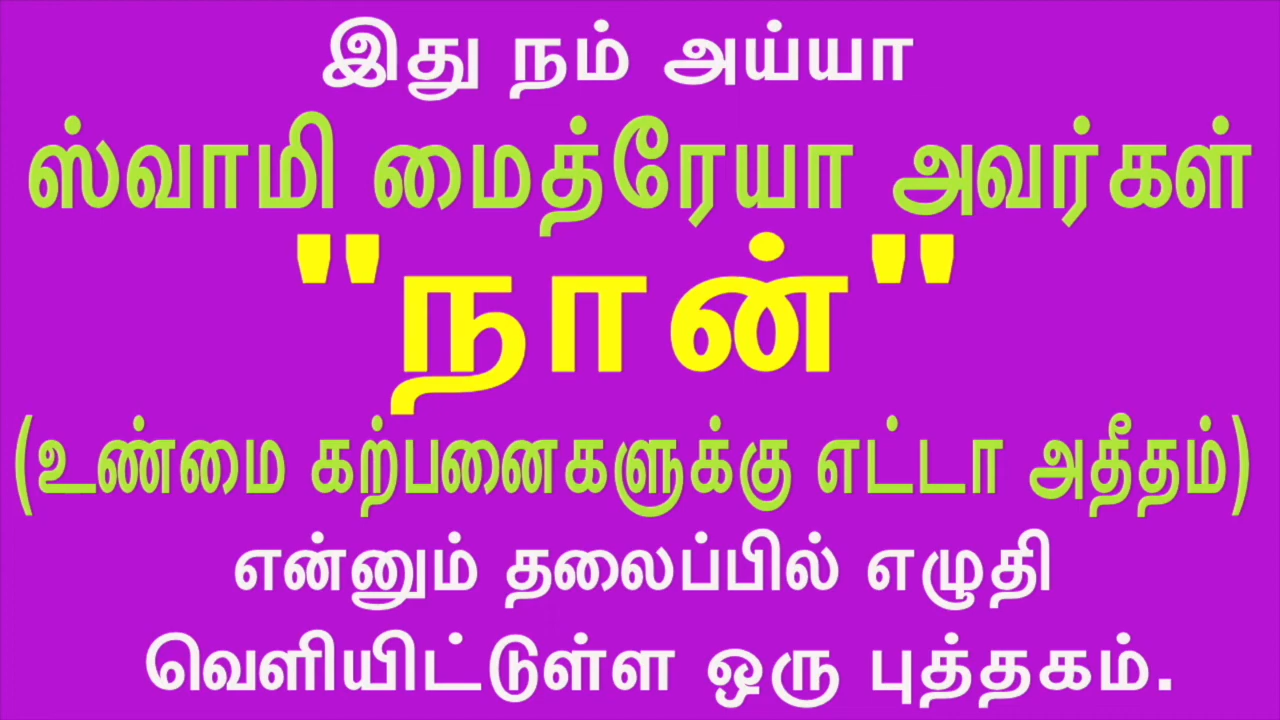 இது நம் அய்யா
ஸ்வாமி மைத்ரேயா அவர்கள்
"நான்"
(உண்மை கற்பனைகளுக்கு எட்டா அதீதம்)
என்னும் தலைப்பில் எழுதி
வெளியிட்டுள்ள ஒரு புத்தகம்.